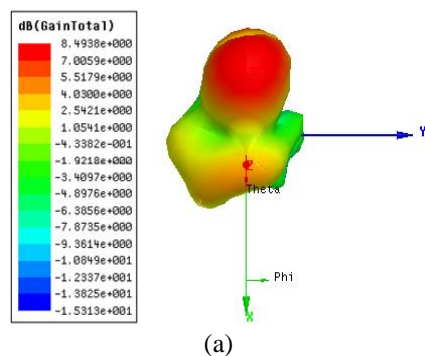 dB(GainTotal)
8.4938e+000
7.0059e+000
5.5179e+000
4.0300e+000
2.5421e+000
1.0541e+000
-4.3382e-001
-1.9218e+000
-3.4097e+000
-4.8976e+000
-6.3856e+000
-7.8735e+000
-9.3614e+000
-1.0849e+001
-1.2337e+001
-1.3825e+001
-1.5313e+001
Y
Theta
Phi
X
(a)